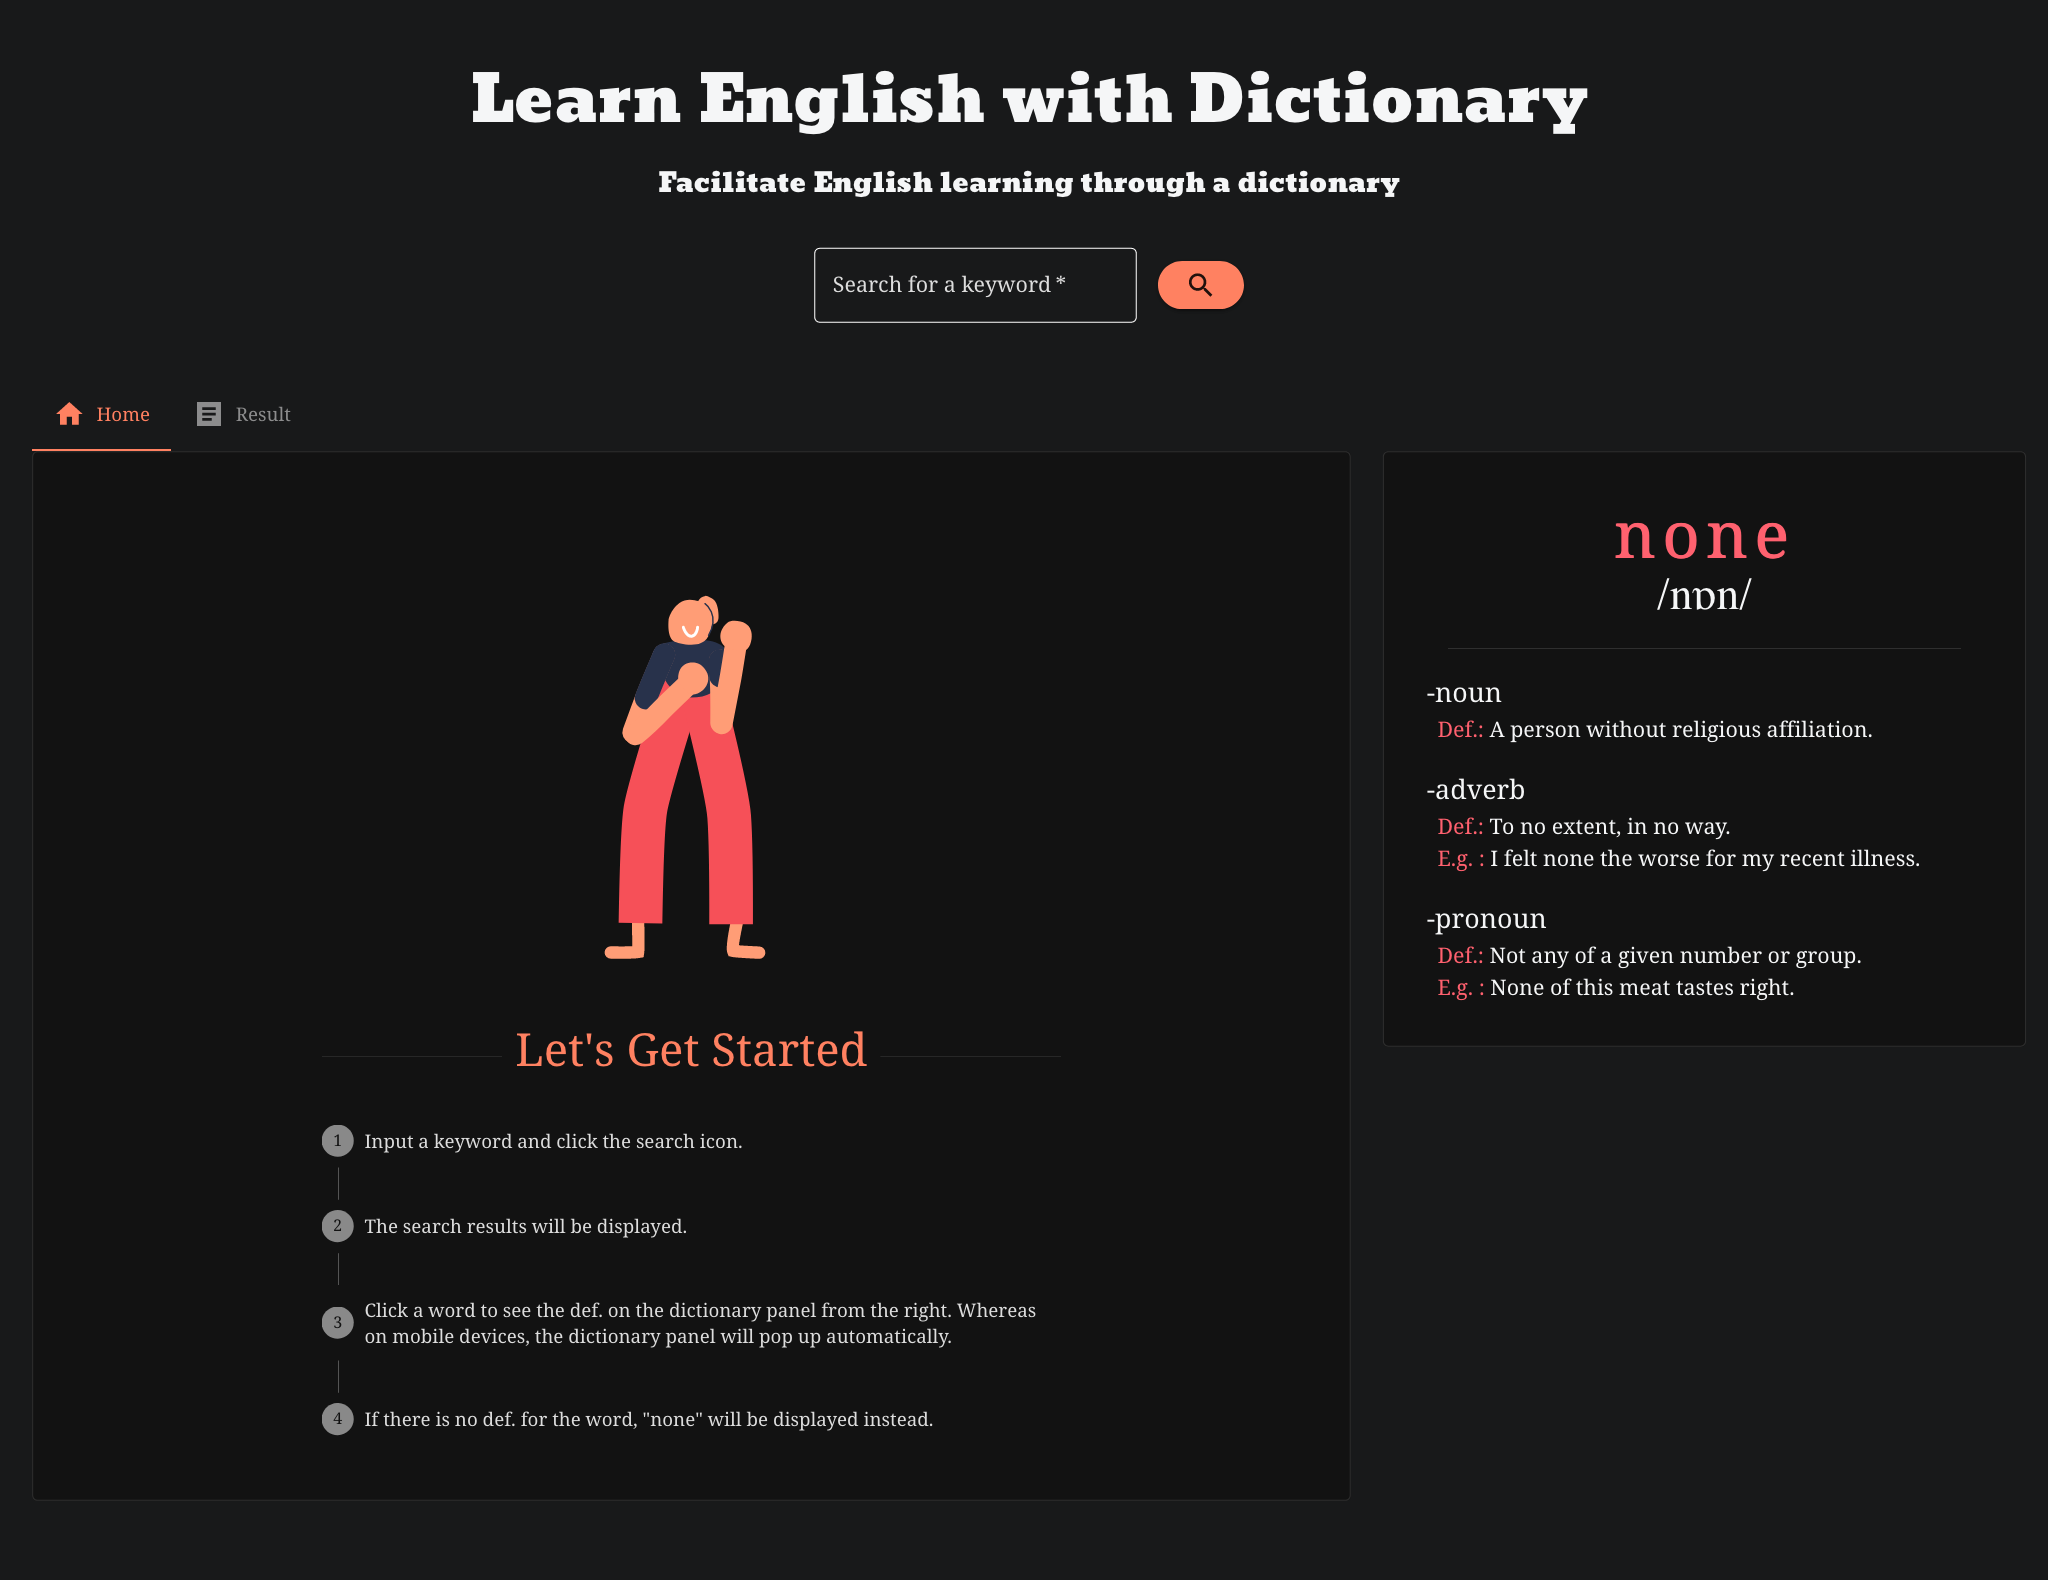 Learn English with Dictionary
Facilitate English learning through a dictionary
Search for a keyword *
Home
Result
Let's Get Started
1 Input a keyword and click the search icon.
2 The search results will be displayed.
3 Click a word to see the def. on the dictionary panel from the right. Whereas
on mobile devices, the dictionary panel will pop up automatically.
4 If there is no def. for the word, "none" will be displayed instead.
none
/nɒn/
-noun
Def.: A person without religious affiliation.
-adverb
Def.: To no extent, in no way.
E.g. : I felt none the worse for my recent illness.
-pronoun
Def.: Not any of a given number or group.
E.g. : None of this meat tastes right.